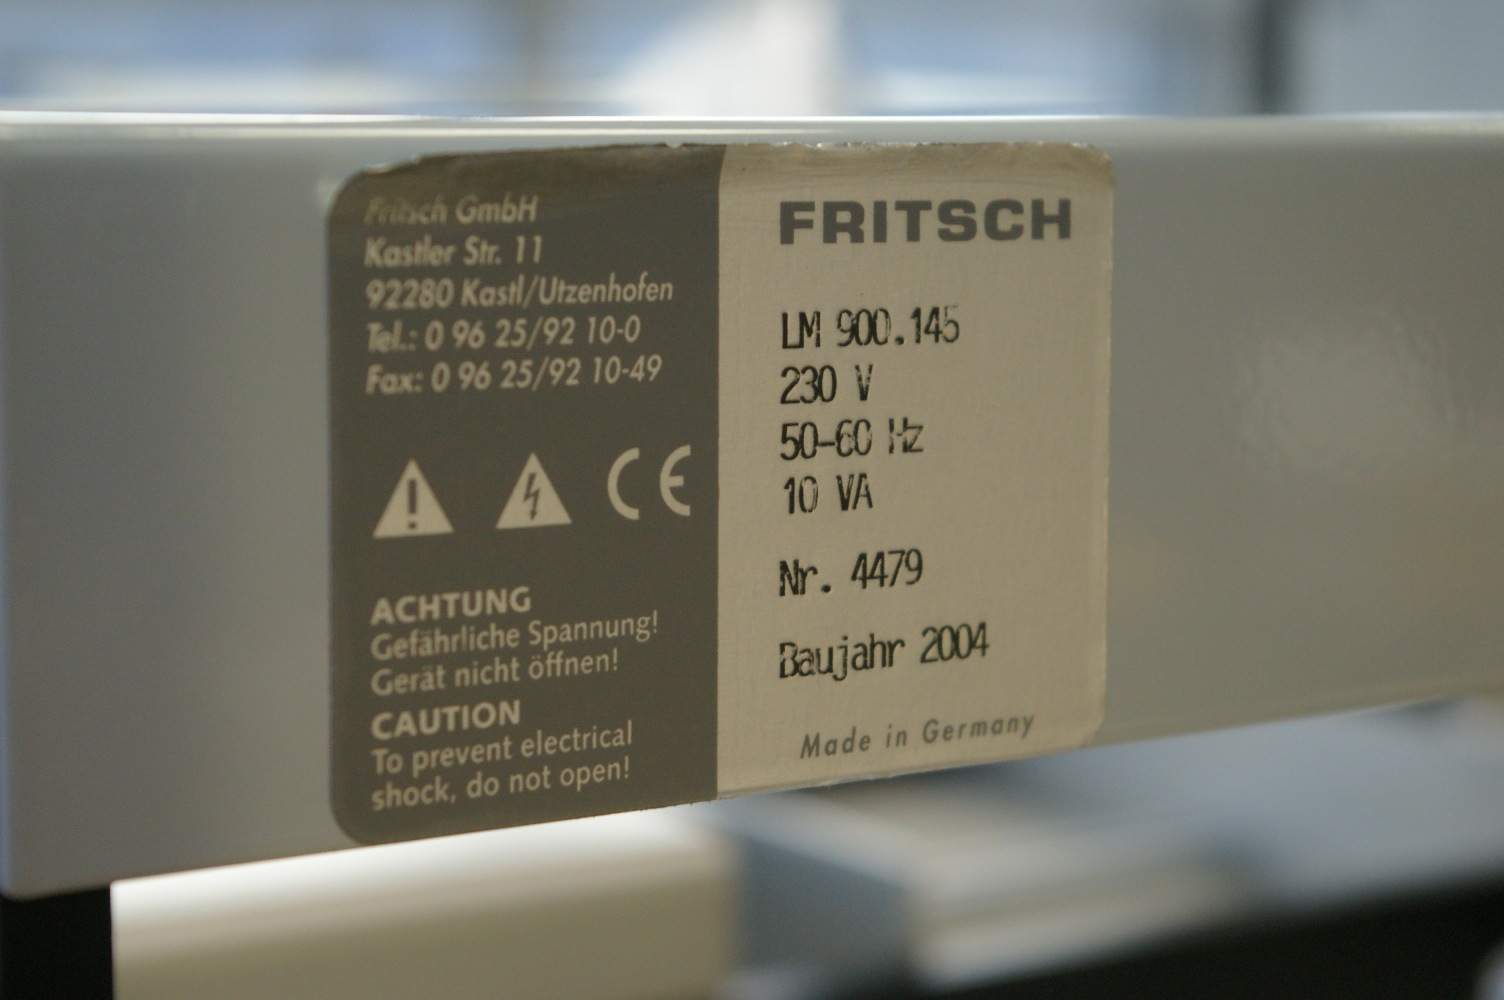 Fritsch GmbH
Kastler Str. 11
92280 Kastl/Utzenhofen
Tel.: 0 96 25/92 10-0
Fax: 0 96 25/92 10-49
CE
ACHTUNG
Gefährliche Spannung!
Gerät nicht öffnen!
CAUTION
To prevent electrical
shock, do not open!
FRITSCH
LM 900.145
230 V
50-60 Hz
10 VA
Nr. 4479
Baujahr 2004
Made in Germany